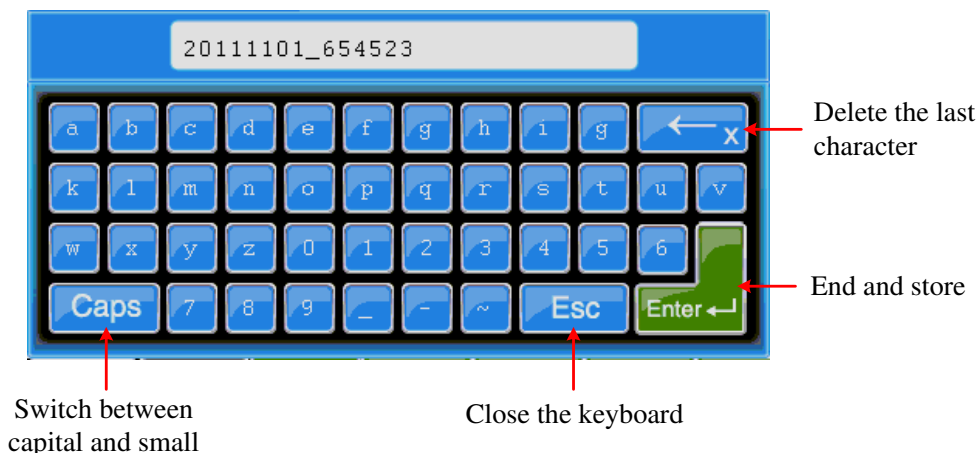 20111101_654523
a b c d e f g h i g ← x
k l m n o p q r s t u v
w x y z 0 1 2 3 4 5 6
Caps 7 8 9 _ - ~ Esc Enter ↵
Delete the last
character
End and store
Switch between
capital and small
Close the keyboard